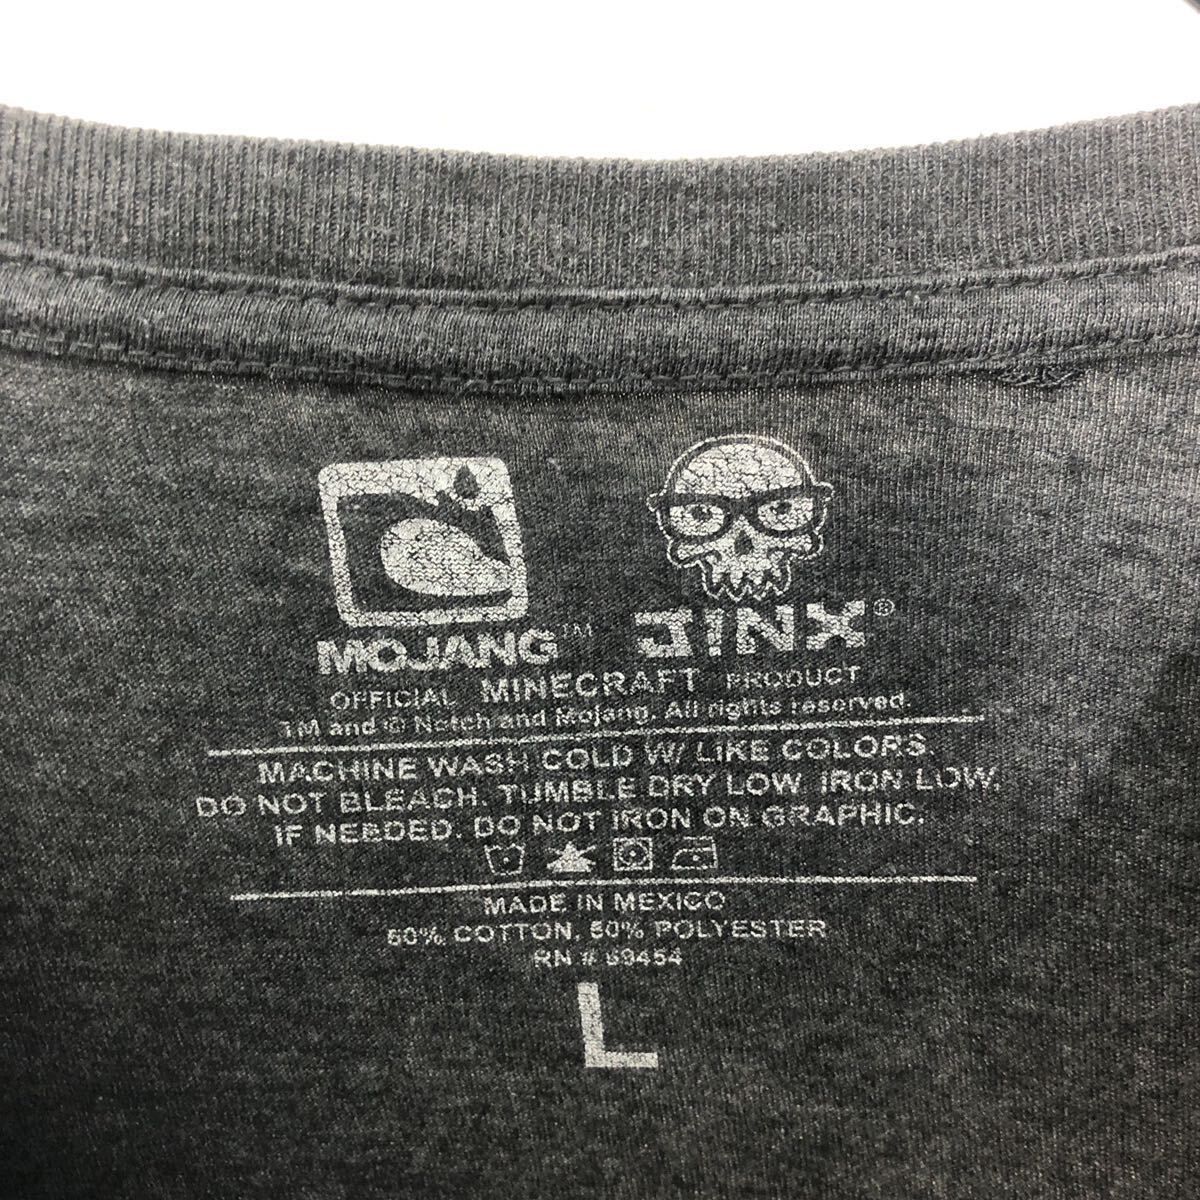 MOJANG™ J!NX®
OFFICIAL MINECRAFT PRODUCT
TM and © Notch and Mojang. All rights reserved.
MACHINE WASH COLD W/ LIKE COLORS.
DO NOT BLEACH. TUMBLE DRY LOW. IRON LOW.
IF NEEDED. DO NOT IRON ON GRAPHIC.
MADE IN MEXICO
50% COTTON, 50% POLYESTER
RN #
L